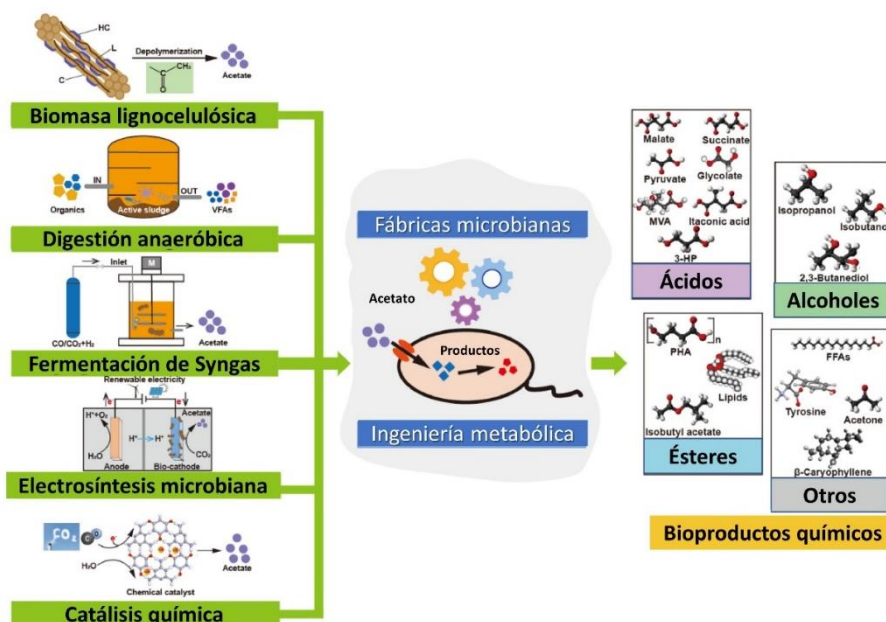 HC
L
C
Depolymerization
CH₃
C
O
Acetate
Biomasa lignocelulósica
IN
OUT
Organics
Active sludge
VFAs
Digestión anaeróbica
Inlet
M
CO/CO₂+H₂
Acetate
Fermentación de Syngas
Renewable electricity
e
e
H⁺+O₂
H⁺
H⁺
Acetate
H₂O
CO₂
Anode
Bio-cathode
Electrosíntesis microbiana
CO₂
C
O
e
H₂O
Acetate
Chemical catalyst
Catálisis química
Fábricas microbianas
Acetato
Productos
Ingeniería metabólica
Malate
Succinate
Pyruvate
Glycolate
MVA
Itaconic acid
3-HP
Ácidos
Isopropanol
Isobutanol
2,3-Butanediol
Alcoholes
n
PHA
Lipids
Isobutyl acetate
Ésteres
FFAs
Tyrosine
Acetone
β-Caryophyllene
Otros
Bioproductos químicos